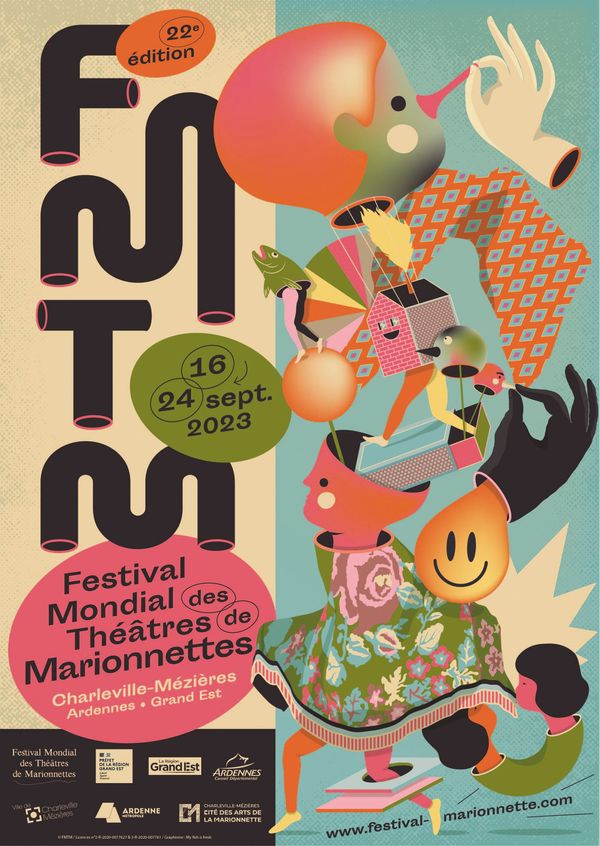 22e
édition
FMTM
16
24 sept.
2023
Festival
Mondial des
Théâtres de
Marionnettes
Charleville-Mézières
Ardennes • Grand Est
Festival Mondial
des Théâtres
de Marionnettes
PRÉFET
DE LA RÉGION
GRAND EST
La Région
Grand Est
ARDENNES
Conseil Départemental
Ville de
Charleville
Mézières
ARDENNE
MÉTROPOLE
CHARLEVILLE-MÉZIÈRES
CITÉ DES ARTS DE
LA MARIONNETTE
www.festival-marionnette.com